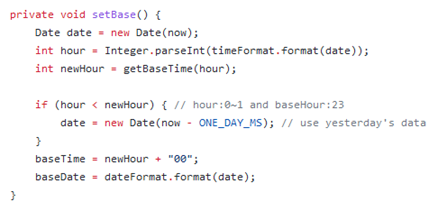 private void setBase() {
    Date date = new Date(now);
    int hour = Integer.parseInt(timeFormat.format(date));
    int newHour = getBaseTime(hour);

    if (hour < newHour) { // hour:0~1 and baseHour:23
        date = new Date(now - ONE_DAY_MS); // use yesterday's data
    }
    baseTime = newHour + "00";
    baseDate = dateFormat.format(date);
}